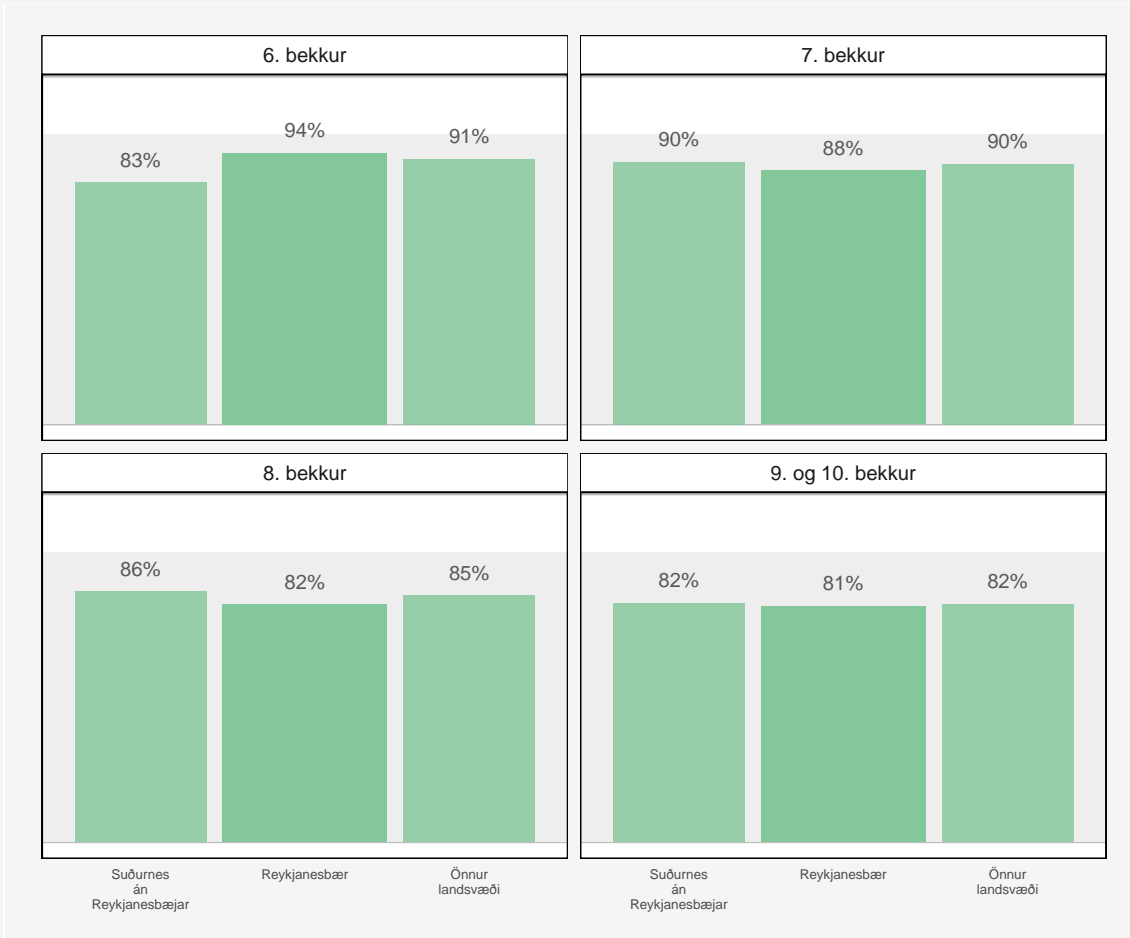 6. bekkur
83%
94%
91%
7. bekkur
90%
88%
90%
8. bekkur
86%
82%
85%
9. og 10. bekkur
82%
81%
82%
Suðurnes
án
Reykjanesbæjar
Reykjanesbær
Önnur
landsvæði
Suðurnes
án
Reykjanesbæjar
Reykjanesbær
Önnur
landsvæði